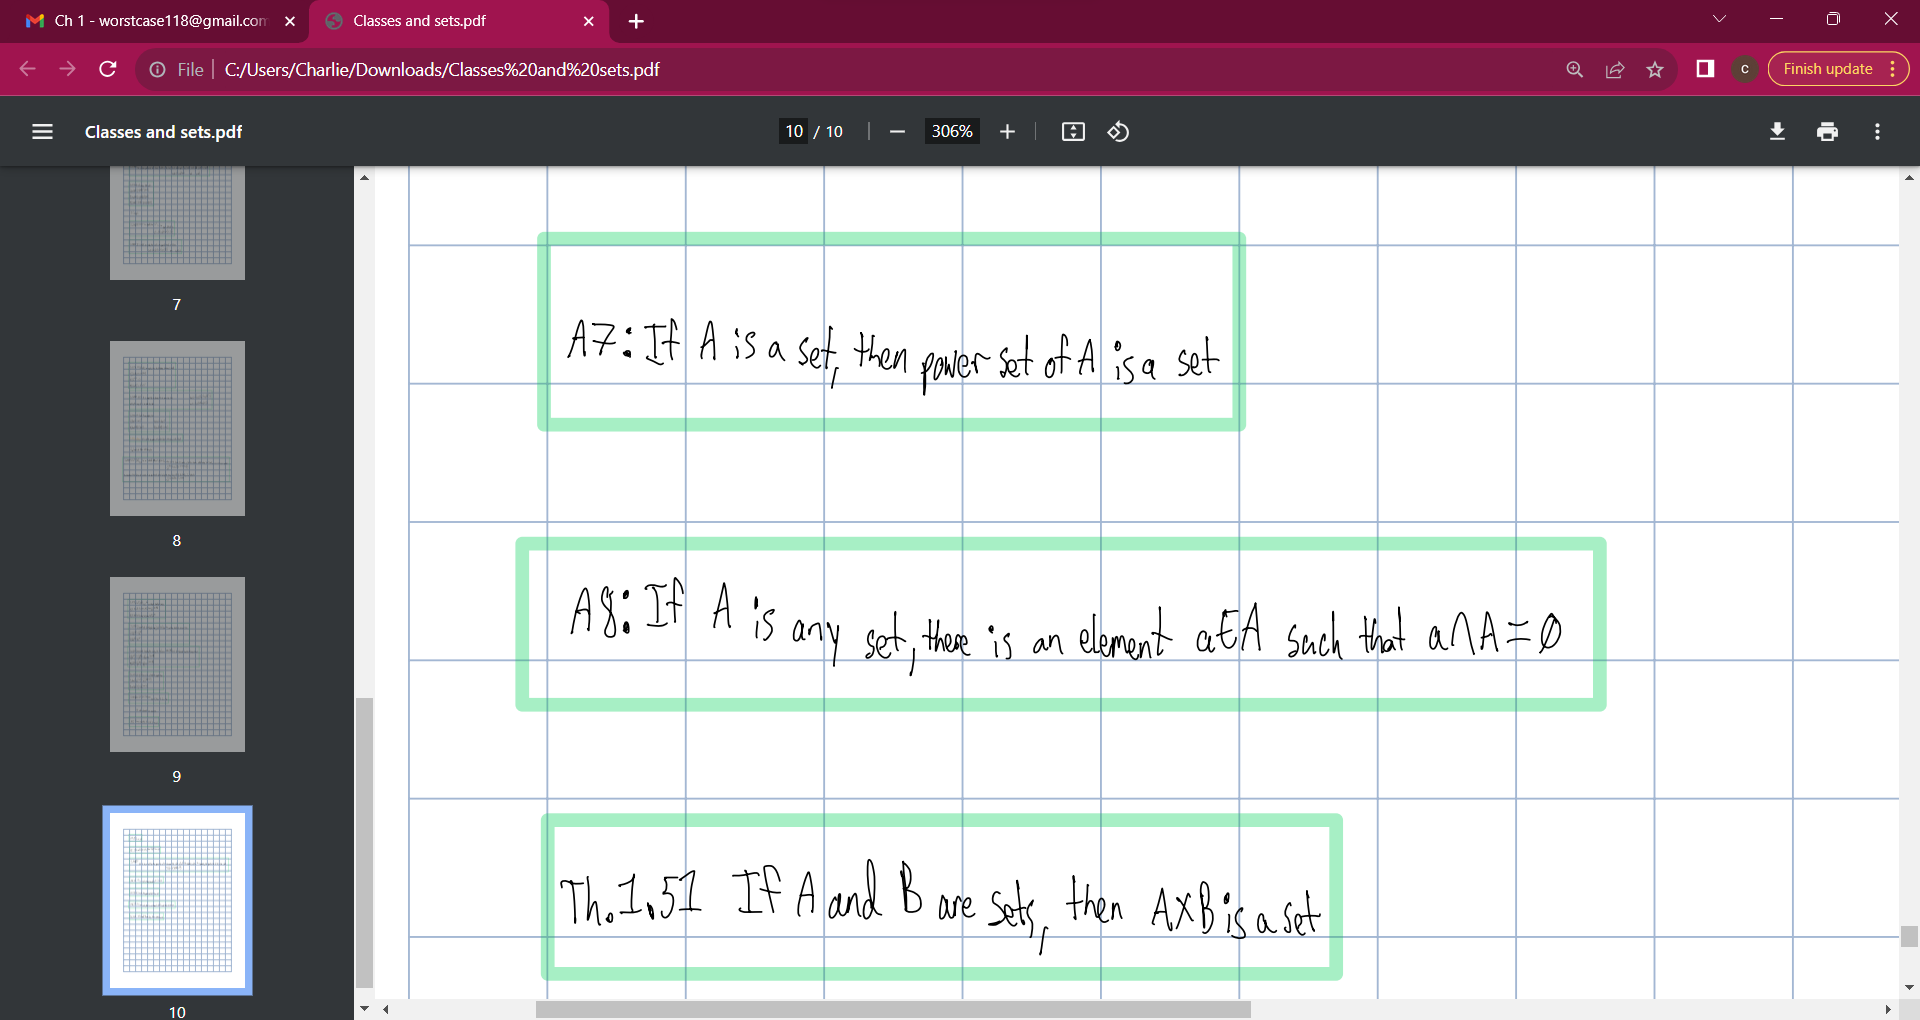 Ch 1 - worstcase118@gmail.com
Classes and sets.pdf
File
C:/Users/Charlie/Downloads/Classes%20and%20sets.pdf
C
Finish update
Classes and sets.pdf
10 / 10
306%
7
8
9
10
A7: If A is a set, then power set of A is a set
A8: If A is any set, there is an element a∈A such that a∩A=∅
Th.1.51 If A and B are sets, then A×B is a set